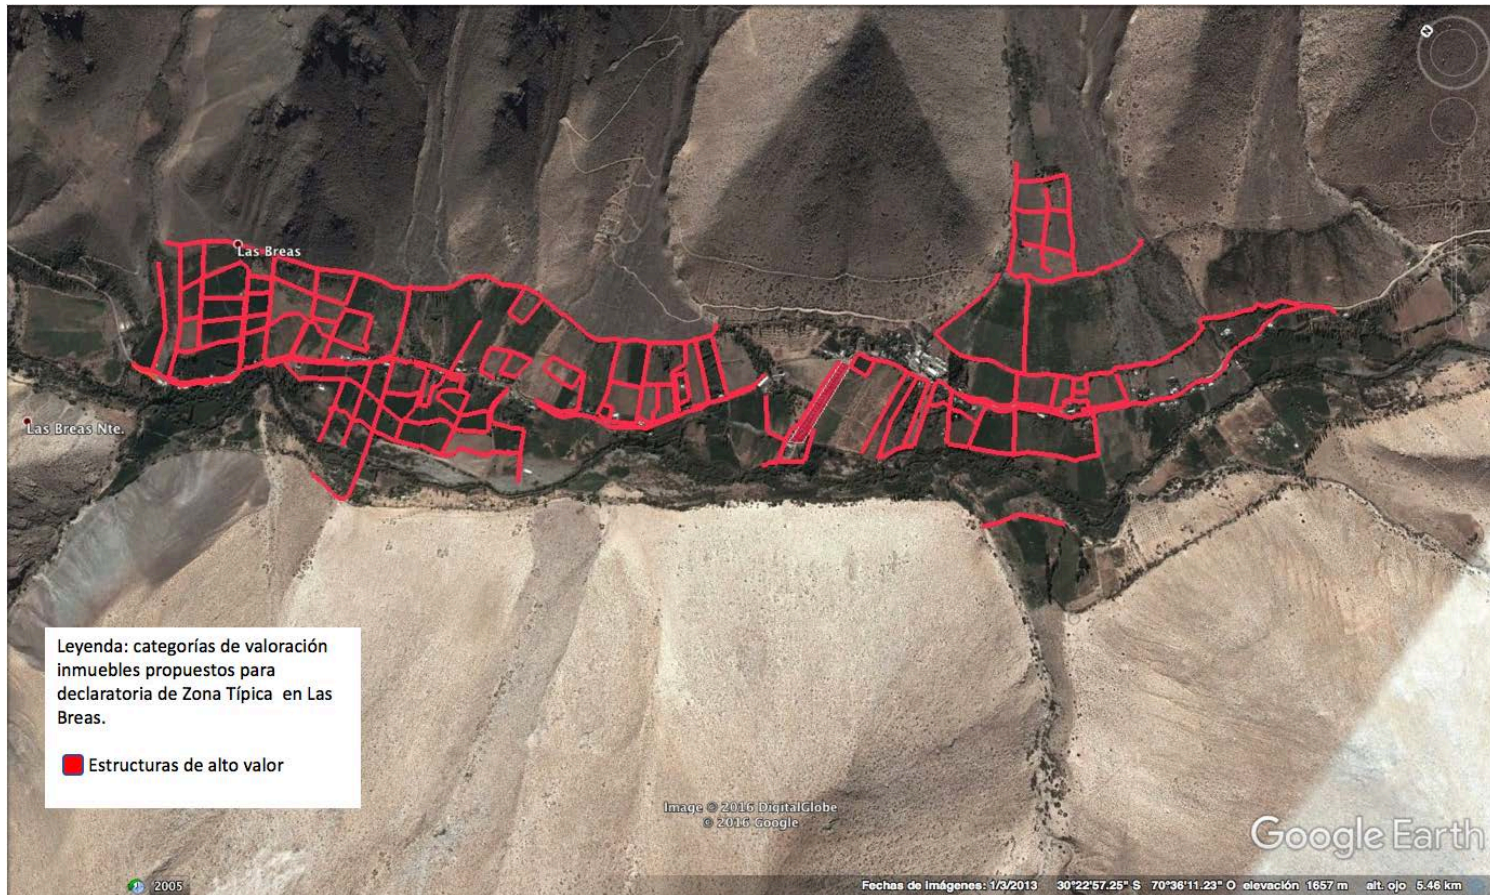 Las Breas
Las Breas Nte.
Leyenda: categorías de valoración
inmuebles propuestos para
declaratoria de Zona Típica en Las
Breas.
Estructuras de alto valor
Image © 2016 DigitalGlobe
© 2016 Google
Google Earth
2005
Fechas de imágenes: 1/3/2013 30°22'57.25" S 70°36'11.23" O elevación 1657 m alt. ojo 5.46 km